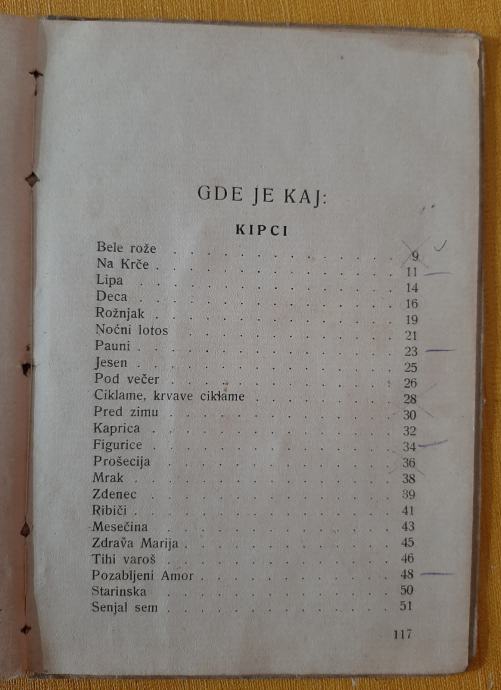 GDE JE KAJ:
KIPCI
Bele rože . . . . . . . . . . . . . 9
Na Krče . . . . . . . . . . . . . 11
Lipa . . . . . . . . . . . . . 14
Deca . . . . . . . . . . . . . 16
Rožnjak . . . . . . . . . . . . . 19
Noćni lotos . . . . . . . . . . . . . 21
Pauni . . . . . . . . . . . . . 23
Jesen . . . . . . . . . . . . . 25
Pod večer . . . . . . . . . . . . . 26
Ciklame, krvave ciklame . . . . . . . . 28
Pred zimu . . . . . . . . . . . . . 30
Kaprica . . . . . . . . . . . . . 32
Figurice . . . . . . . . . . . . . 34
Prošecija . . . . . . . . . . . . . 36
Mrak . . . . . . . . . . . . . 38
Zdenec . . . . . . . . . . . . . 39
Ribiči . . . . . . . . . . . . . 41
Mesečina . . . . . . . . . . . . . 43
Zdrava Marija . . . . . . . . . . . . 45
Tihi varoš . . . . . . . . . . . . . 46
Pozabljeni Amor . . . . . . . . . . . 48
Starinska . . . . . . . . . . . . . 50
Senjal sem . . . . . . . . . . . . . 51
117